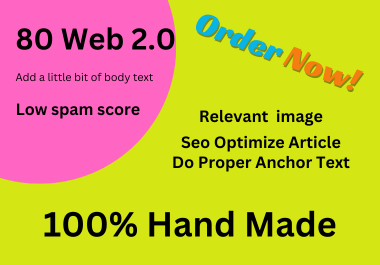 80 Web 2.0
Add a little bit of body text
Low spam score
Order Now!
Relevant image
Seo Optimize Article
Do Proper Anchor Text
100% Hand Made